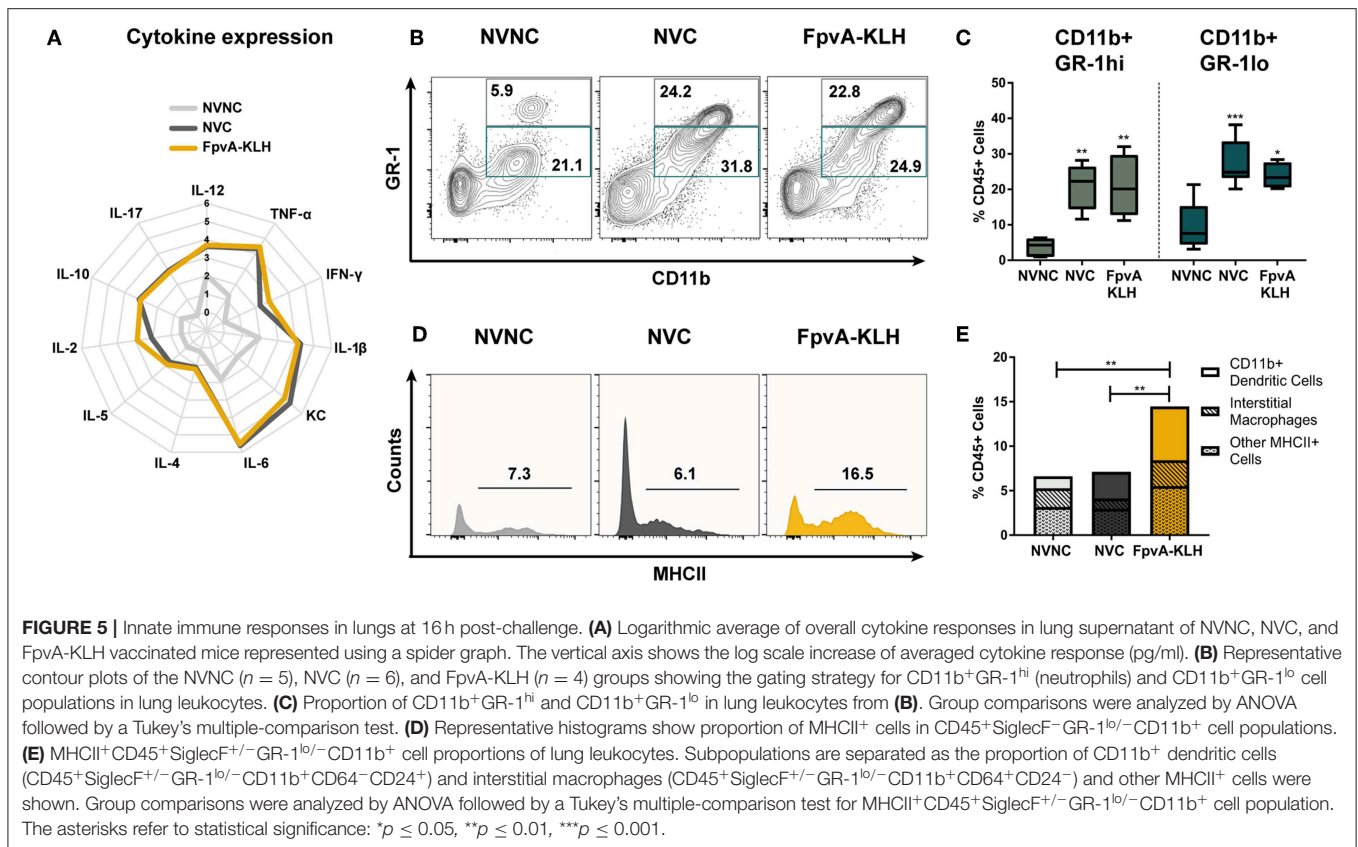 A Cytokine expression
NVNC
NVC
FpvA-KLH
IL-12
TNF-α
IFN-γ
IL-1β
KC
IL-6
IL-4
IL-5
IL-2
IL-10
IL-17
6
5
4
3
2
1
0
B NVNC NVC FpvA-KLH
5.9 24.2 22.8
21.1 31.8 24.9
GR-1
CD11b
C CD11b+ CD11b+
GR-1hi GR-1lo
% CD45+ Cells
50
40
30
20
10
0
** ** *** *
NVNC NVC FpvA KLH NVNC NVC FpvA KLH
D NVNC NVC FpvA-KLH
7.3 6.1 16.5
Counts
MHCII
E
% CD45+ Cells
20
15
10
5
0
**
**
NVNC NVC FpvA-KLH
CD11b+
Dendritic Cells
Interstitial
Macrophages
Other MHCII+
Cells
FIGURE 5 | Innate immune responses in lungs at 16 h post-challenge. (A) Logarithmic average of overall cytokine responses in lung supernatant of NVNC, NVC, and
FpvA-KLH vaccinated mice represented using a spider graph. The vertical axis shows the log scale increase of averaged cytokine response (pg/ml). (B) Representative
contour plots of the NVNC (n = 5), NVC (n = 6), and FpvA-KLH (n = 4) groups showing the gating strategy for CD11b⁺GR-1ʰⁱ (neutrophils) and CD11b⁺GR-1ˡᵒ cell
populations in lung leukocytes. (C) Proportion of CD11b⁺GR-1ʰⁱ and CD11b⁺GR-1ˡᵒ in lung leukocytes from (B). Group comparisons were analyzed by ANOVA
followed by a Tukey's multiple-comparison test. (D) Representative histograms show proportion of MHCII⁺ cells in CD45⁺SiglecF⁻GR-1ˡᵒ/⁻CD11b⁺ cell populations.
(E) MHCII⁺CD45⁺SiglecF⁺/⁻GR-1ˡᵒ/⁻CD11b⁺ cell proportions of lung leukocytes. Subpopulations are separated as the proportion of CD11b⁺ dendritic cells
(CD45⁺SiglecF⁺/⁻GR-1ˡᵒ/⁻CD11b⁺CD64⁻CD24⁺) and interstitial macrophages (CD45⁺SiglecF⁺/⁻GR-1ˡᵒ/⁻CD11b⁺CD64⁺CD24⁻) and other MHCII⁺ cells were
shown. Group comparisons were analyzed by ANOVA followed by a Tukey's multiple-comparison test for MHCII⁺CD45⁺SiglecF⁺/⁻GR-1ˡᵒ/⁻CD11b⁺ cell population.
The asterisks refer to statistical significance: *p ≤ 0.05, **p ≤ 0.01, ***p ≤ 0.001.